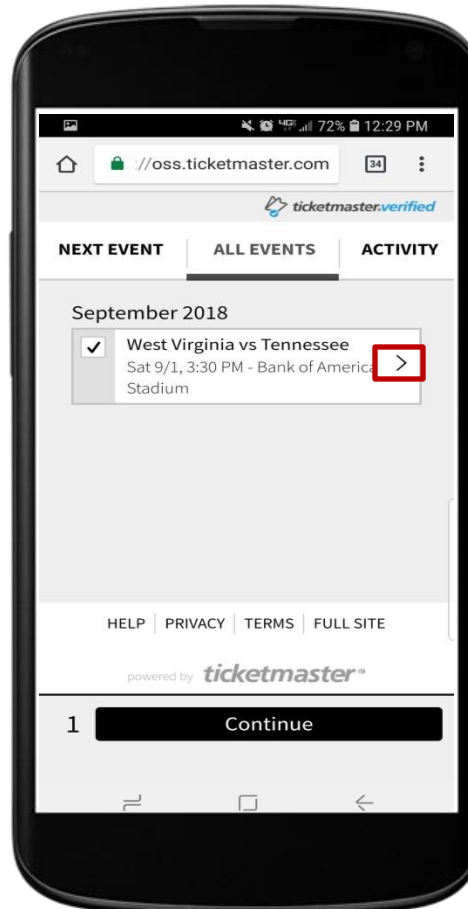 72% 12:29 PM
://oss.ticketmaster.com 34
ticketmaster.verified
NEXT EVENT ALL EVENTS ACTIVITY
September 2018
West Virginia vs Tennessee
Sat 9/1, 3:30 PM - Bank of America
Stadium
HELP PRIVACY TERMS FULL SITE
powered by ticketmaster
1 Continue